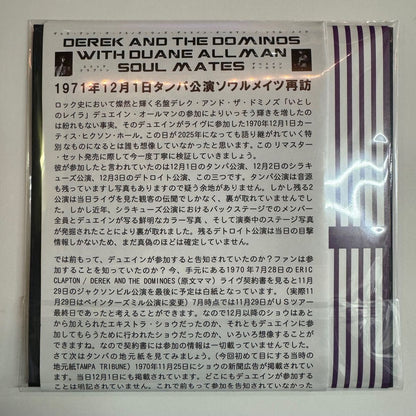 DEREK AND THE DOMINOS
WITH DUANE ALLMAN
SOUL MATES
1971年12月1日タンパ公演ソウルメイツ再訪
ロック史において燦然と輝く名盤デレク・アンド・ザ・ドミノズ「いとし
のレイラ」デュエイン・オールマンの参加によりいっそう輝きを増したの
は紛れもない事実。そのデュエインがライヴに参加した1970年12月1日カー
ティス・ヒクソン・ホール。この日が2025年になっても語り継がれていく特
別なものになるとは誰も想像していなかったと思います。この リマスター
・セット発売に際して今一度丁寧に検証していきましょう。
彼が参加したと言われていたのは12月1日のタンパ公演、12月2日のシラキ
ューズ公演、12月3日のデトロイト公演、この三つです。タンパ公演は音源
も残っていますし写真もありますので疑う余地がありません。しかし残る2
公演は当日ライヴを見た観客の伝聞でしかなく、裏が取れていませんでし
た。しかし近年、シラキューズ公演におけるバックステージでのメンバー
全員とデュエインが写る鮮明なカラー写真 、そして演奏中のステージ写真
が発掘されたことにより裏が取れました。残るデトロイト公演は当日の目撃
情報しかないため、まだ真偽のほどは確定していません。
では前もって、デュエインが参加すると告知されていたのか？ファンは参
加することを知っていたのか？今、手元にある1970年7月28日の ERIC
CLAPTON / DEREK AND THE DOMINOES (原文ママ) ライヴ契約書を見ると11
月29日のジャクソンビル公演の最後に予定は白紙となっています。（実際11
月29日はペインターズミル公演に変更）7月時点では11月29日がＵＳツアー
最終日であったと考えることができます。なので12月以降のショウはあと
から加えられたエキストラ・ショウだったのか、それともデュエインに参
加してもらうために行われたショウだったのか、いろいろ想像することが
できますね。なので契約書には参加の情報は一切載っていませんでした。
さて次はタンパの地元紙を見てみましょう。（今回初めて目にする当時の
地元紙TAMPA TRIBUNE) 1970年11月25日にショウの新聞広告が掲載されて
います。当日12月1日にも掲載されています。どこにもデュエインが参加す
ることは明記されていません。これで前もって参加を告知されていなかった